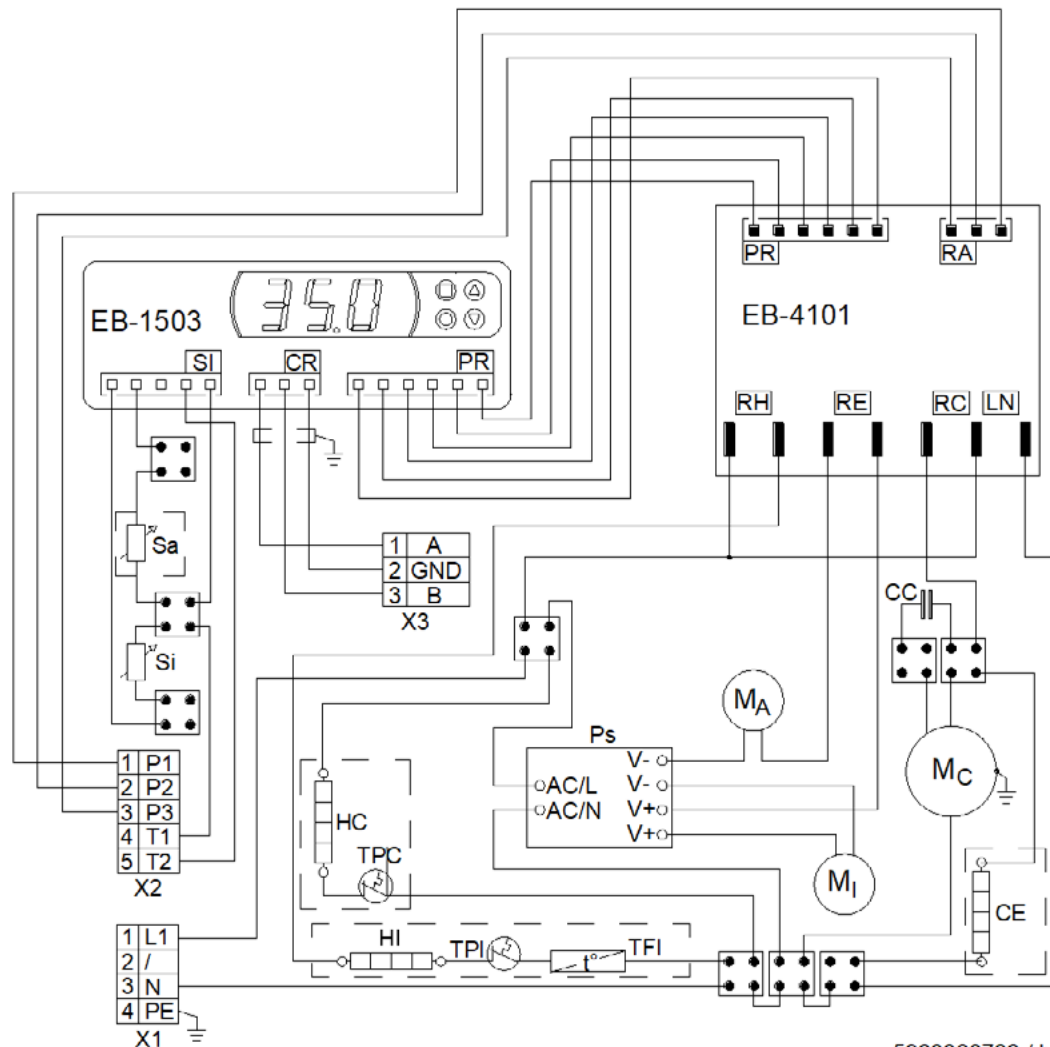 PR
RA
EB-4101
EB-1503
35.0
SI
CR
PR
RH
RE
RC
LN
Sa
Si
1 A
2 GND
3 B
X3
CC
MA
Ps
V-
AC/L
V-
AC/N
V+
V+
MC
MI
1 P1
2 P2
3 P3
4 T1
5 T2
X2
HC
TPC
CE
HI
TPI
t°
TFI
1 L1
2 /
3 N
4 PE
X1